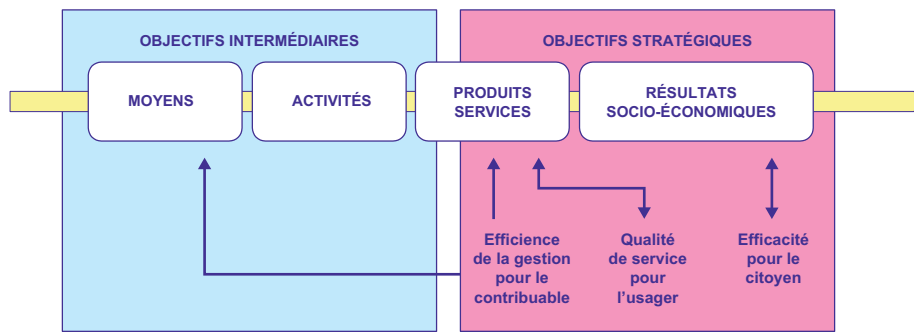 OBJECTIFS INTERMÉDIAIRES
OBJECTIFS STRATÉGIQUES
MOYENS
ACTIVITÉS
PRODUITS
SERVICES
RÉSULTATS
SOCIO-ÉCONOMIQUES
Efficience
de la gestion
pour le
contribuable
Qualité
de service
pour
l’usager
Efficacité
pour le
citoyen